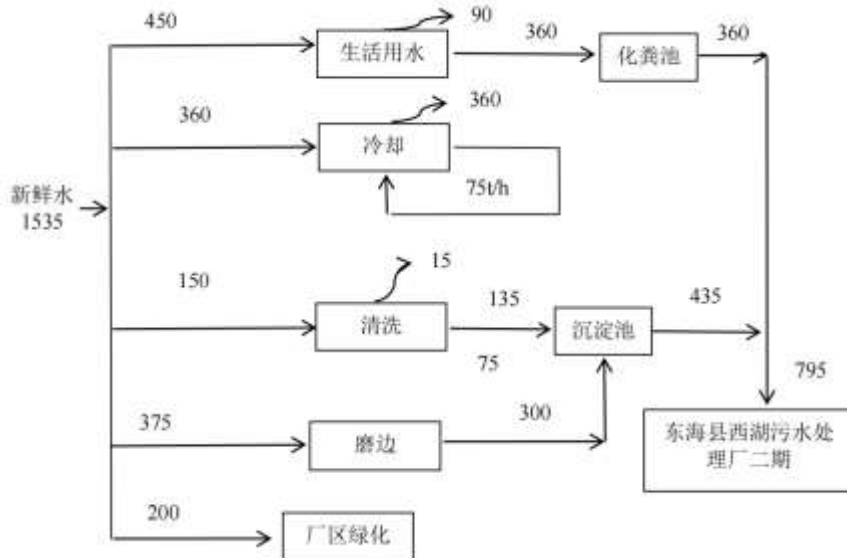 450
90
生活用水
360
化粪池
360
360
360
冷却
75t/h
新鲜水
1535
150
15
清洗
135
沉淀池
435
75
795
375
磨边
300
东海县西湖污水处
理厂二期
200
厂区绿化